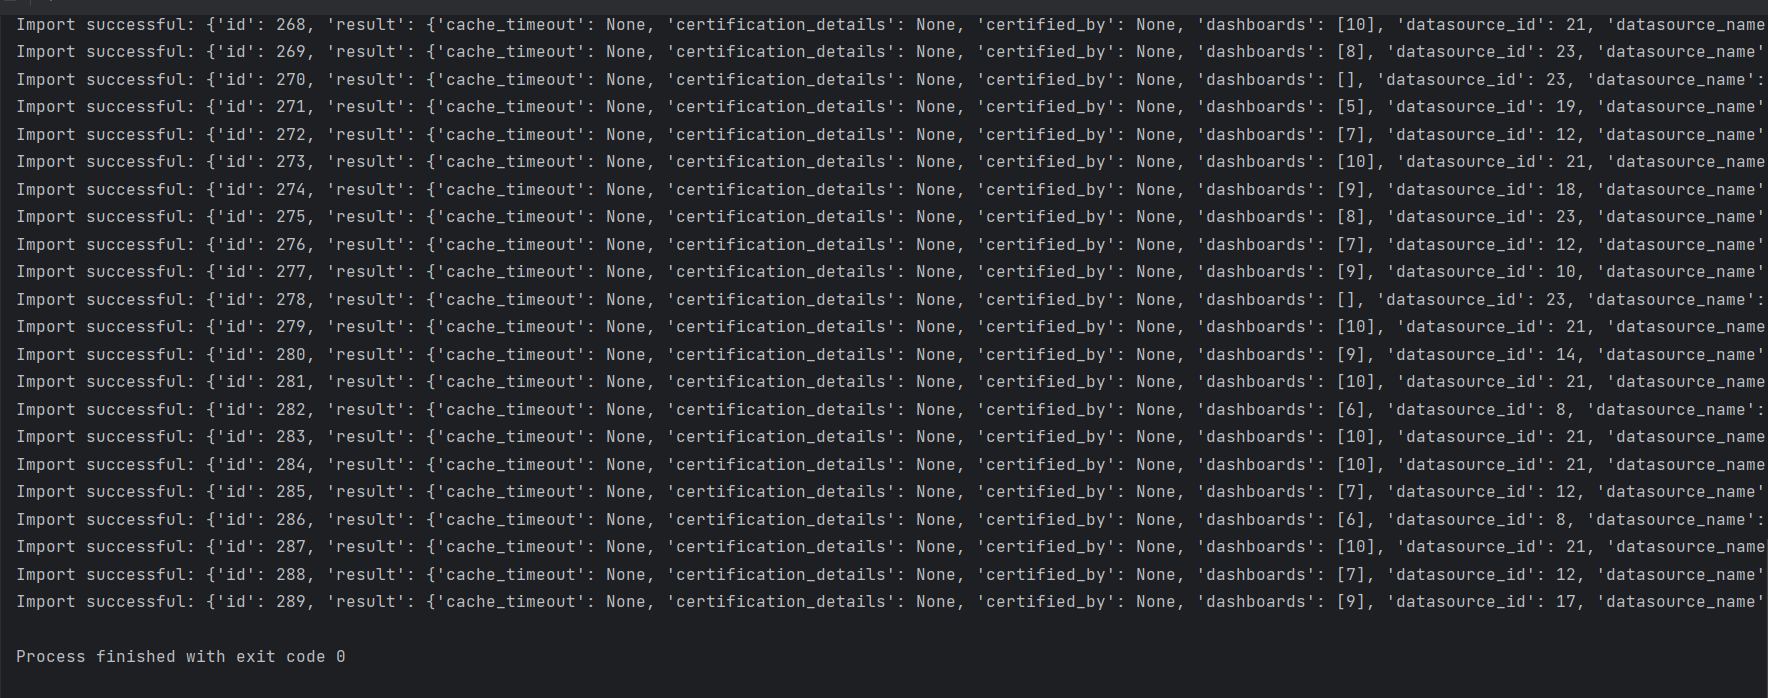 Import successful: {'id': 268, 'result': {'cache_timeout': None, 'certification_details': None, 'certified_by': None, 'dashboards': [10], 'datasource_id': 21, 'datasource_name
Import successful: {'id': 269, 'result': {'cache_timeout': None, 'certification_details': None, 'certified_by': None, 'dashboards': [8], 'datasource_id': 23, 'datasource_name'
Import successful: {'id': 270, 'result': {'cache_timeout': None, 'certification_details': None, 'certified_by': None, 'dashboards': [], 'datasource_id': 23, 'datasource_name':
Import successful: {'id': 271, 'result': {'cache_timeout': None, 'certification_details': None, 'certified_by': None, 'dashboards': [5], 'datasource_id': 19, 'datasource_name'
Import successful: {'id': 272, 'result': {'cache_timeout': None, 'certification_details': None, 'certified_by': None, 'dashboards': [7], 'datasource_id': 12, 'datasource_name'
Import successful: {'id': 273, 'result': {'cache_timeout': None, 'certification_details': None, 'certified_by': None, 'dashboards': [10], 'datasource_id': 21, 'datasource_name
Import successful: {'id': 274, 'result': {'cache_timeout': None, 'certification_details': None, 'certified_by': None, 'dashboards': [9], 'datasource_id': 18, 'datasource_name'
Import successful: {'id': 275, 'result': {'cache_timeout': None, 'certification_details': None, 'certified_by': None, 'dashboards': [8], 'datasource_id': 23, 'datasource_name'
Import successful: {'id': 276, 'result': {'cache_timeout': None, 'certification_details': None, 'certified_by': None, 'dashboards': [7], 'datasource_id': 12, 'datasource_name'
Import successful: {'id': 277, 'result': {'cache_timeout': None, 'certification_details': None, 'certified_by': None, 'dashboards': [9], 'datasource_id': 10, 'datasource_name'
Import successful: {'id': 278, 'result': {'cache_timeout': None, 'certification_details': None, 'certified_by': None, 'dashboards': [], 'datasource_id': 23, 'datasource_name':
Import successful: {'id': 279, 'result': {'cache_timeout': None, 'certification_details': None, 'certified_by': None, 'dashboards': [10], 'datasource_id': 21, 'datasource_name
Import successful: {'id': 280, 'result': {'cache_timeout': None, 'certification_details': None, 'certified_by': None, 'dashboards': [9], 'datasource_id': 14, 'datasource_name'
Import successful: {'id': 281, 'result': {'cache_timeout': None, 'certification_details': None, 'certified_by': None, 'dashboards': [10], 'datasource_id': 21, 'datasource_name
Import successful: {'id': 282, 'result': {'cache_timeout': None, 'certification_details': None, 'certified_by': None, 'dashboards': [6], 'datasource_id': 8, 'datasource_name':
Import successful: {'id': 283, 'result': {'cache_timeout': None, 'certification_details': None, 'certified_by': None, 'dashboards': [10], 'datasource_id': 21, 'datasource_name
Import successful: {'id': 284, 'result': {'cache_timeout': None, 'certification_details': None, 'certified_by': None, 'dashboards': [10], 'datasource_id': 21, 'datasource_name
Import successful: {'id': 285, 'result': {'cache_timeout': None, 'certification_details': None, 'certified_by': None, 'dashboards': [7], 'datasource_id': 12, 'datasource_name'
Import successful: {'id': 286, 'result': {'cache_timeout': None, 'certification_details': None, 'certified_by': None, 'dashboards': [6], 'datasource_id': 8, 'datasource_name':
Import successful: {'id': 287, 'result': {'cache_timeout': None, 'certification_details': None, 'certified_by': None, 'dashboards': [10], 'datasource_id': 21, 'datasource_name
Import successful: {'id': 288, 'result': {'cache_timeout': None, 'certification_details': None, 'certified_by': None, 'dashboards': [7], 'datasource_id': 12, 'datasource_name'
Import successful: {'id': 289, 'result': {'cache_timeout': None, 'certification_details': None, 'certified_by': None, 'dashboards': [9], 'datasource_id': 17, 'datasource_name'
Process finished with exit code 0